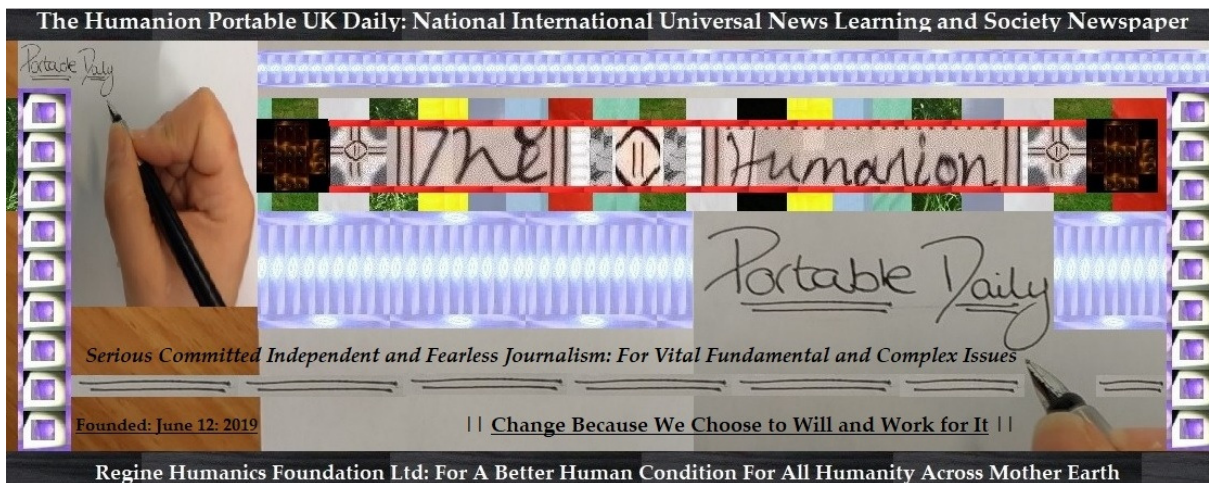 The Humanion Portable UK Daily: National International Universal News Learning and Society Newspaper
Portable Daily
THE Humanion
Portable Daily
Serious Committed Independent and Fearless Journalism: For Vital Fundamental and Complex Issues
Founded: June 12: 2019 || Change Because We Choose to Will and Work for It ||
Regine Humanics Foundation Ltd: For A Better Human Condition For All Humanity Across Mother Earth